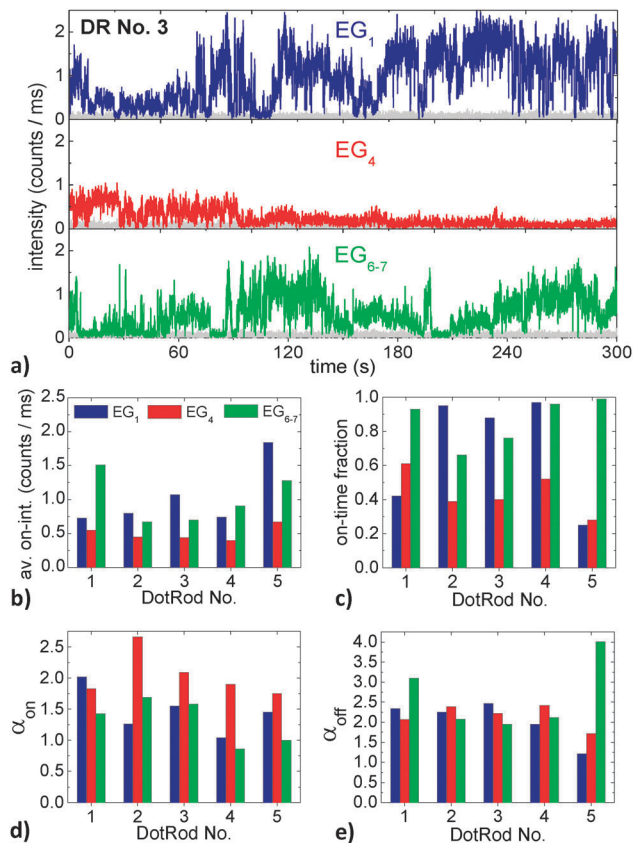 DR No. 3
EG1
2
1
0
intensity (counts / ms)
EG4
2
1
0
EG6-7
2
1
0
0 60 120 180 240 300
time (s)
a)
av. on-int. (counts / ms)
2.5
2.0
1.5
1.0
0.5
0.0
EG1 EG4 EG6-7
1 2 3 4 5
DotRod No.
b)
on-time fraction
1.0
0.8
0.6
0.4
0.2
0.0
1 2 3 4 5
DotRod No.
c)
αon
2.5
2.0
1.5
1.0
0.5
0.0
1 2 3 4 5
DotRod No.
d)
αoff
4.0
3.5
3.0
2.5
2.0
1.5
1.0
0.5
0.0
1 2 3 4 5
DotRod No.
e)